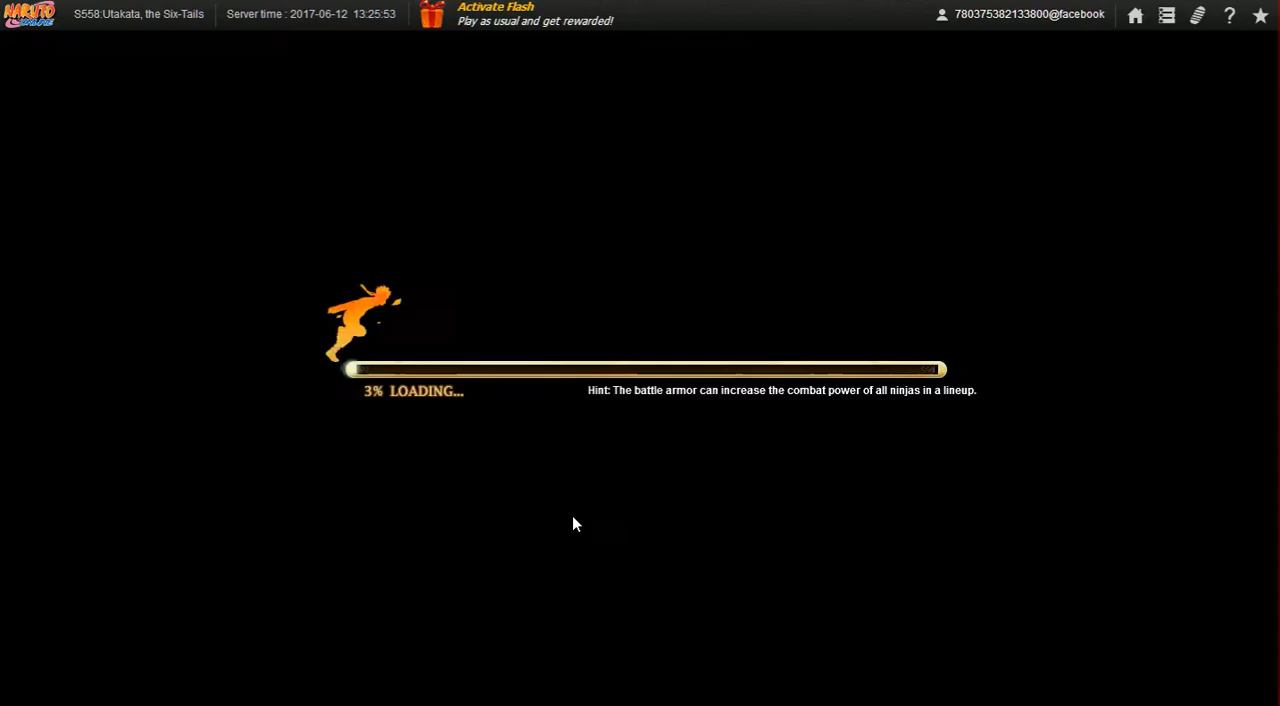 NARUTO
ONLINE
S558:Utakata, the Six-Tails
Server time : 2017-06-12 13:25:53
Activate Flash
Play as usual and get rewarded!
780375382133800@facebook
?
3% LOADING...
Hint: The battle armor can increase the combat power of all ninjas in a lineup.